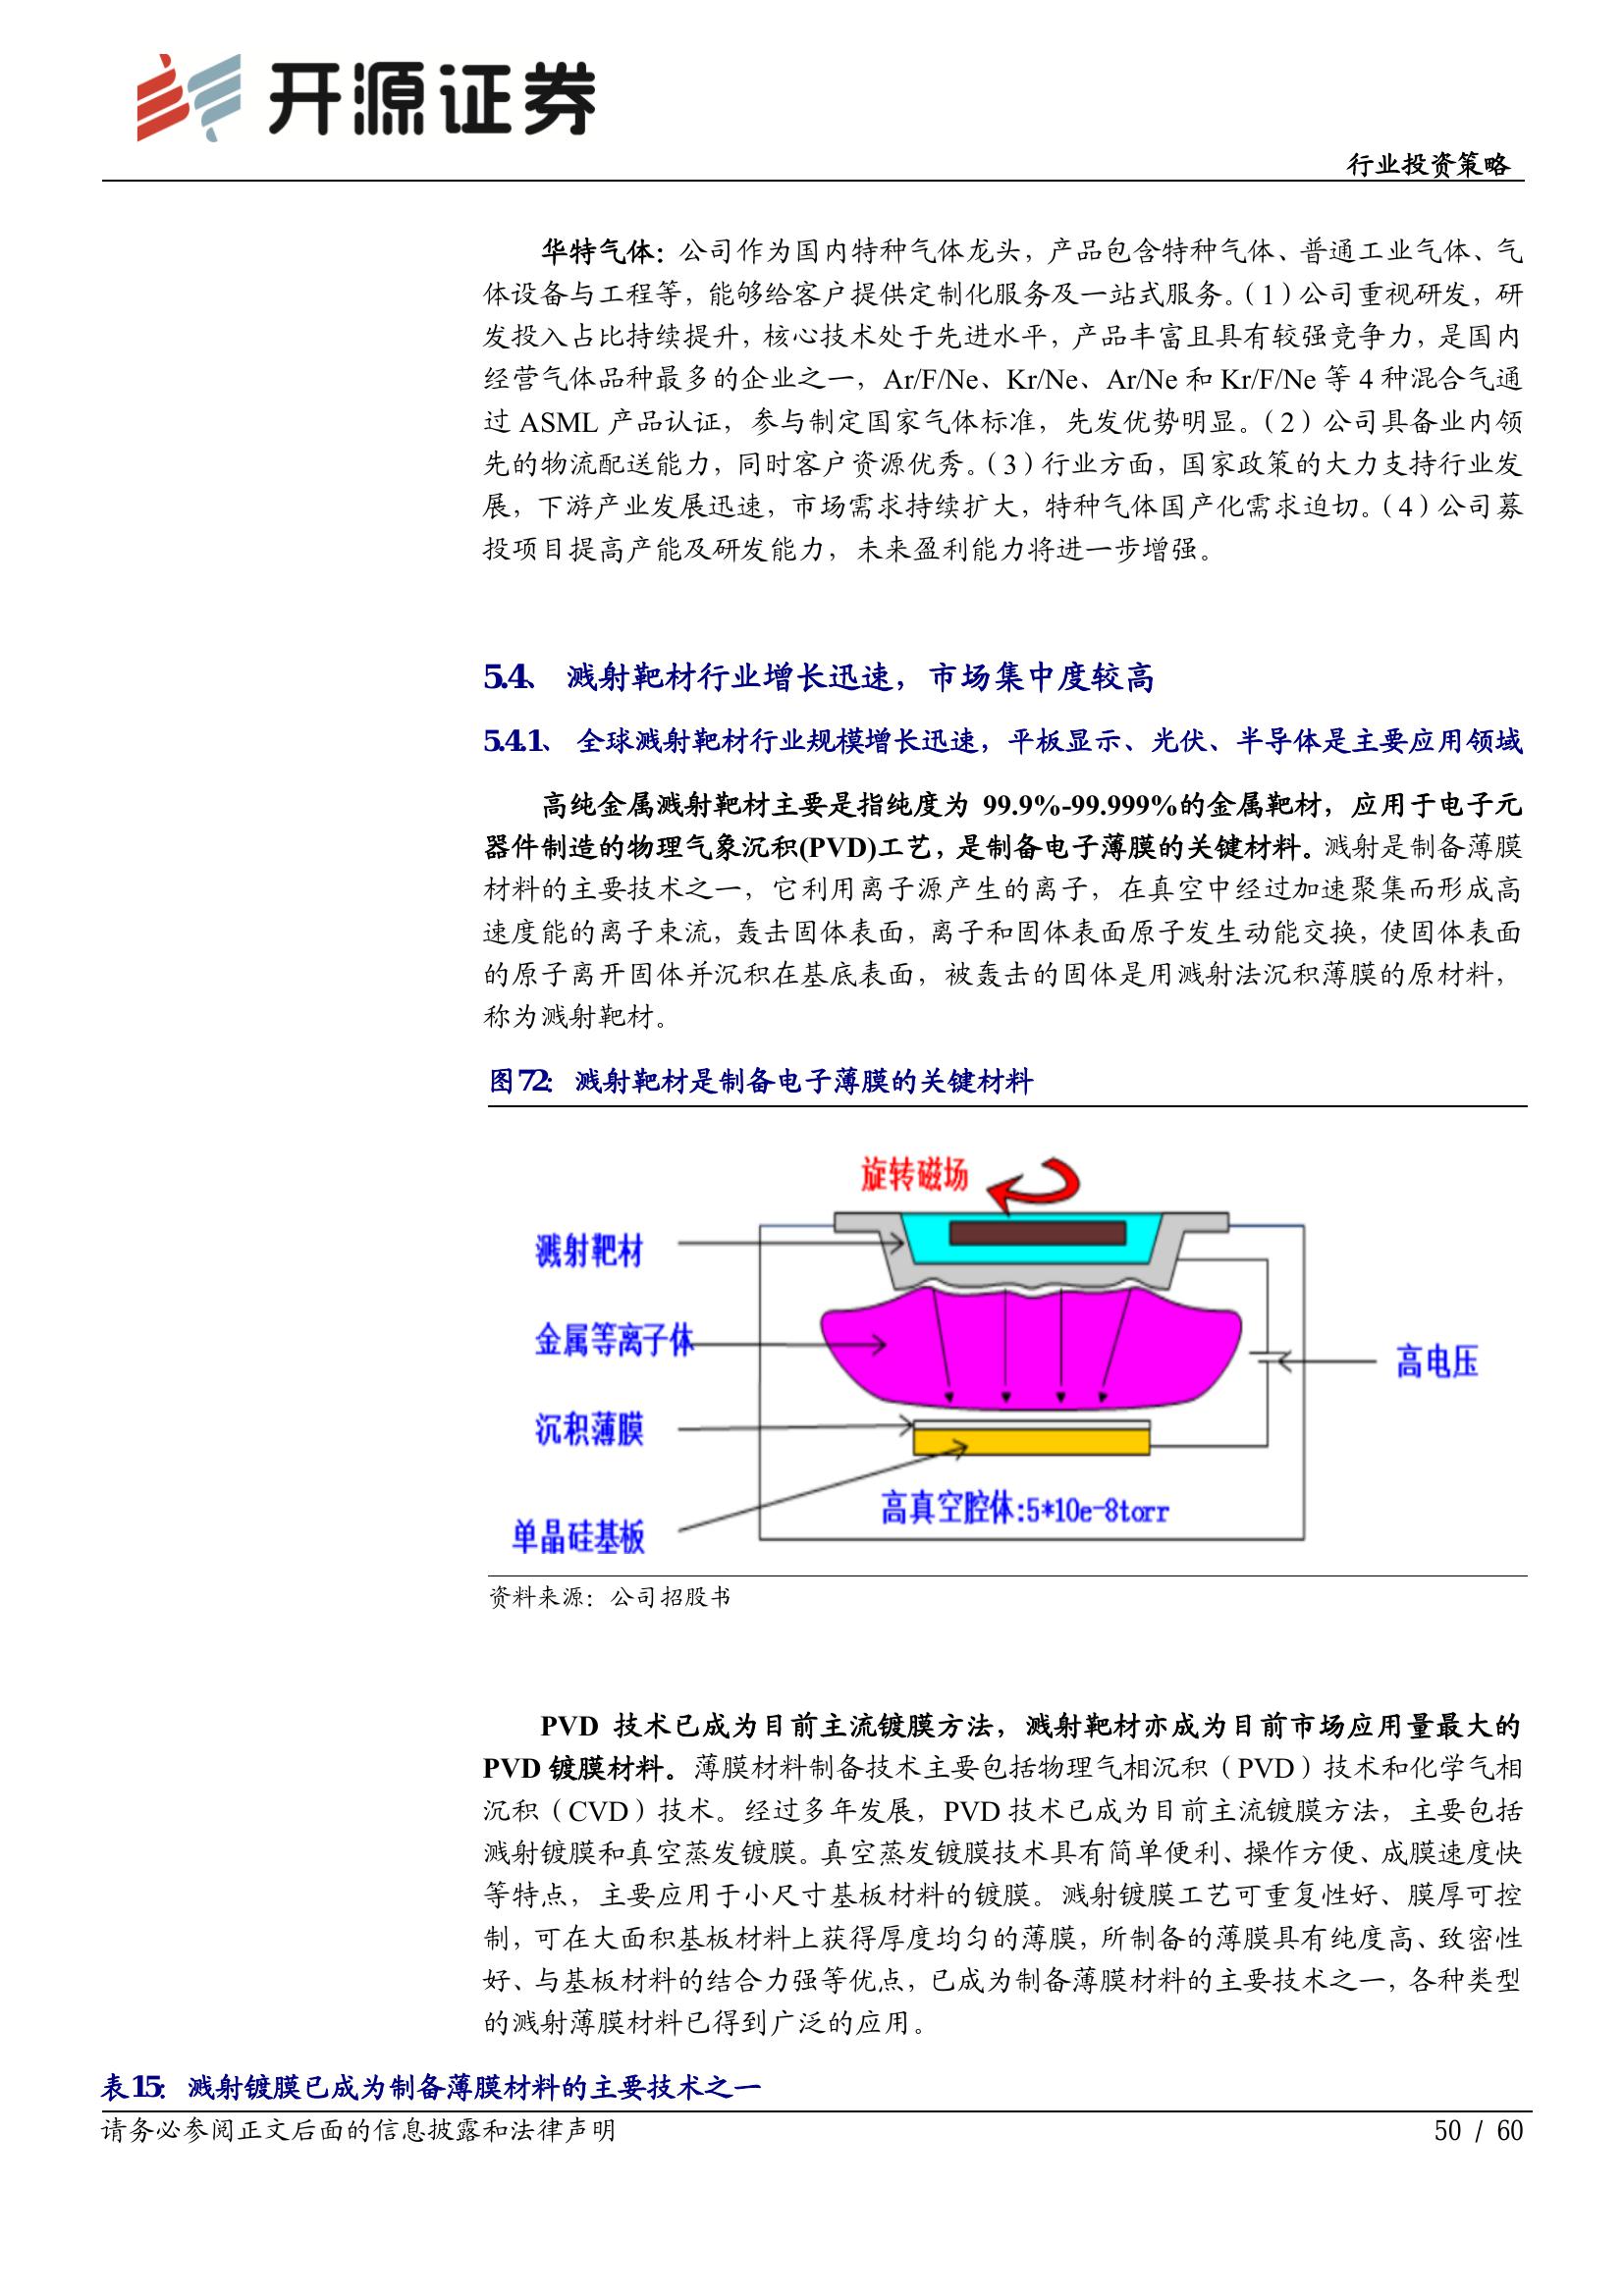 开源证券
行业投资策略
华特气体：公司作为国内特种气体龙头，产品包含特种气体、普通工业气体、气
体设备与工程等，能够给客户提供定制化服务及一站式服务。（1）公司重视研发，研
发投入占比持续提升，核心技术处于先进水平，产品丰富且具有较强竞争力，是国内
经营气体品种最多的企业之一，Ar/F/Ne、Kr/Ne、Ar/Ne 和 Kr/F/Ne 等 4 种混合气通
过 ASML 产品认证，参与制定国家气体标准，先发优势明显。（2）公司具备业内领
先的物流配送能力，同时客户资源优秀。（3）行业方面，国家政策的大力支持行业发
展，下游产业发展迅速，市场需求持续扩大，特种气体国产化需求迫切。（4）公司募
投项目提高产能及研发能力，未来盈利能力将进一步增强。
5.4、 溅射靶材行业增长迅速，市场集中度较高
5.4.1、 全球溅射靶材行业规模增长迅速，平板显示、光伏、半导体是主要应用领域
高纯金属溅射靶材主要是指纯度为 99.9%-99.999%的金属靶材，应用于电子元
器件制造的物理气象沉积(PVD)工艺，是制备电子薄膜的关键材料。溅射是制备薄膜
材料的主要技术之一，它利用离子源产生的离子，在真空中经过加速聚集而形成高
速度能的离子束流，轰击固体表面，离子和固体表面原子发生动能交换，使固体表面
的原子离开固体并沉积在基底表面，被轰击的固体是用溅射法沉积薄膜的原材料，
称为溅射靶材。
图72： 溅射靶材是制备电子薄膜的关键材料
旋转磁场
溅射靶材
金属等离子体
高电压
沉积薄膜
高真空腔体:5*10e-8torr
单晶硅基板
资料来源：公司招股书
PVD 技术已成为目前主流镀膜方法，溅射靶材亦成为目前市场应用量最大的
PVD 镀膜材料。薄膜材料制备技术主要包括物理气相沉积（PVD）技术和化学气相
沉积（CVD）技术。经过多年发展，PVD 技术已成为目前主流镀膜方法，主要包括
溅射镀膜和真空蒸发镀膜。真空蒸发镀膜技术具有简单便利、操作方便、成膜速度快
等特点，主要应用于小尺寸基板材料的镀膜。溅射镀膜工艺可重复性好、膜厚可控
制，可在大面积基板材料上获得厚度均匀的薄膜，所制备的薄膜具有纯度高、致密性
好、与基板材料的结合力强等优点，已成为制备薄膜材料的主要技术之一，各种类型
的溅射薄膜材料已得到广泛的应用。
表15： 溅射镀膜已成为制备薄膜材料的主要技术之一
请务必参阅正文后面的信息披露和法律声明
50 / 60